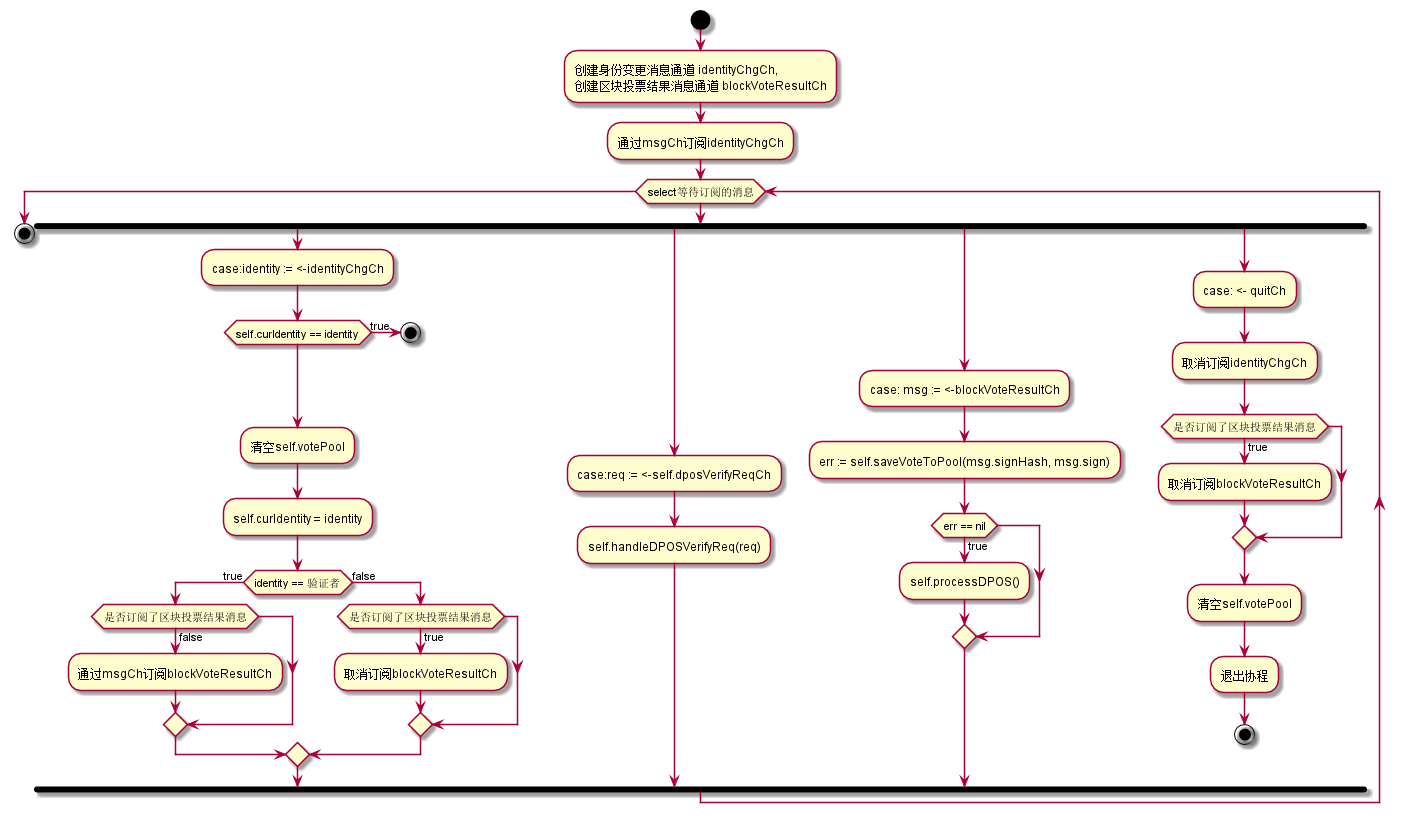 创建身份变更消息通道 identityChgCh,
创建区块投票结果消息通道 blockVoteResultCh
通过msgCh订阅identityChgCh
select等待订阅的消息
case:identity := <-identityChgCh
self.curIdentity == identity
true
清空self.votePool
self.curIdentity = identity
identity == 验证者
true
false
是否订阅了区块投票结果消息
false
通过msgCh订阅blockVoteResultCh
是否订阅了区块投票结果消息
true
取消订阅blockVoteResultCh
case:req := <-self.dposVerifyReqCh
self.handleDPOSVerifyReq(req)
case: msg := <-blockVoteResultCh
err := self.saveVoteToPool(msg.signHash, msg.sign)
err == nil
true
self.processDPOS()
case: <- quitCh
取消订阅identityChgCh
是否订阅了区块投票结果消息
true
取消订阅blockVoteResultCh
清空self.votePool
退出协程